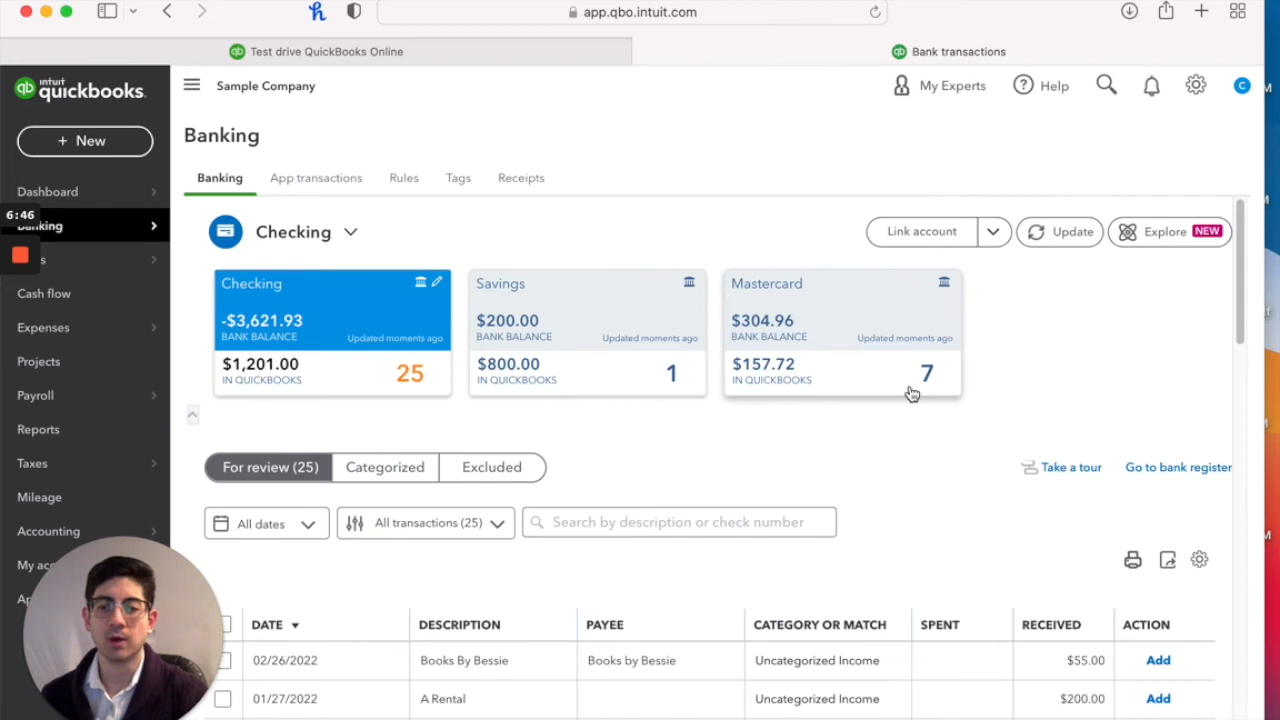 app.qbo.intuit.com
Test drive QuickBooks Online
Bank transactions
intuit quickbooks.
Sample Company
My Experts
Help
C
+ New
Banking
Banking App transactions Rules Tags Receipts
Dashboard
6:46
Checking
Link account
Update
Explore NEW
Cash flow
Expenses
Projects
Payroll
Reports
Taxes
Mileage
Accounting
Checking
-$3,621.93
BANK BALANCE Updated moments ago
$1,201.00
IN QUICKBOOKS
25
Savings
$200.00
BANK BALANCE Updated moments ago
$800.00
IN QUICKBOOKS
1
Mastercard
$304.96
BANK BALANCE Updated moments ago
$157.72
IN QUICKBOOKS
7
For review (25) Categorized Excluded
Take a tour Go to bank register
All dates All transactions (25) Search by description or check number
DATE DESCRIPTION PAYEE CATEGORY OR MATCH SPENT RECEIVED ACTION
02/26/2022 Books By Bessie Books by Bessie Uncategorized Income $55.00 Add
01/27/2022 A Rental Uncategorized Income $200.00 Add